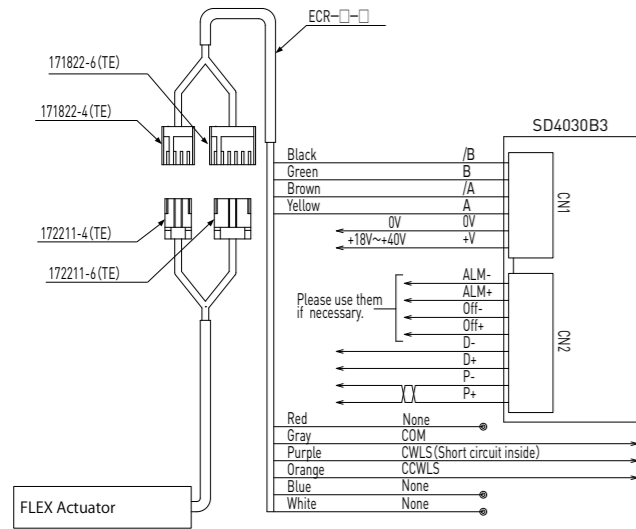 ECR-□-□
171822-6(TE)
171822-4(TE)
SD4030B3
Black /B
Green B
Brown /A
Yellow A
0V 0V
+18V~+40V +V
CN1
172211-4(TE)
172211-6(TE)
Please use them
if necessary.
ALM-
ALM+
Off-
Off+
D-
D+
P-
P+
CN2
Red None
Gray COM
Purple CWLS(Short circuit inside)
Orange CCWLS
Blue None
White None
FLEX Actuator